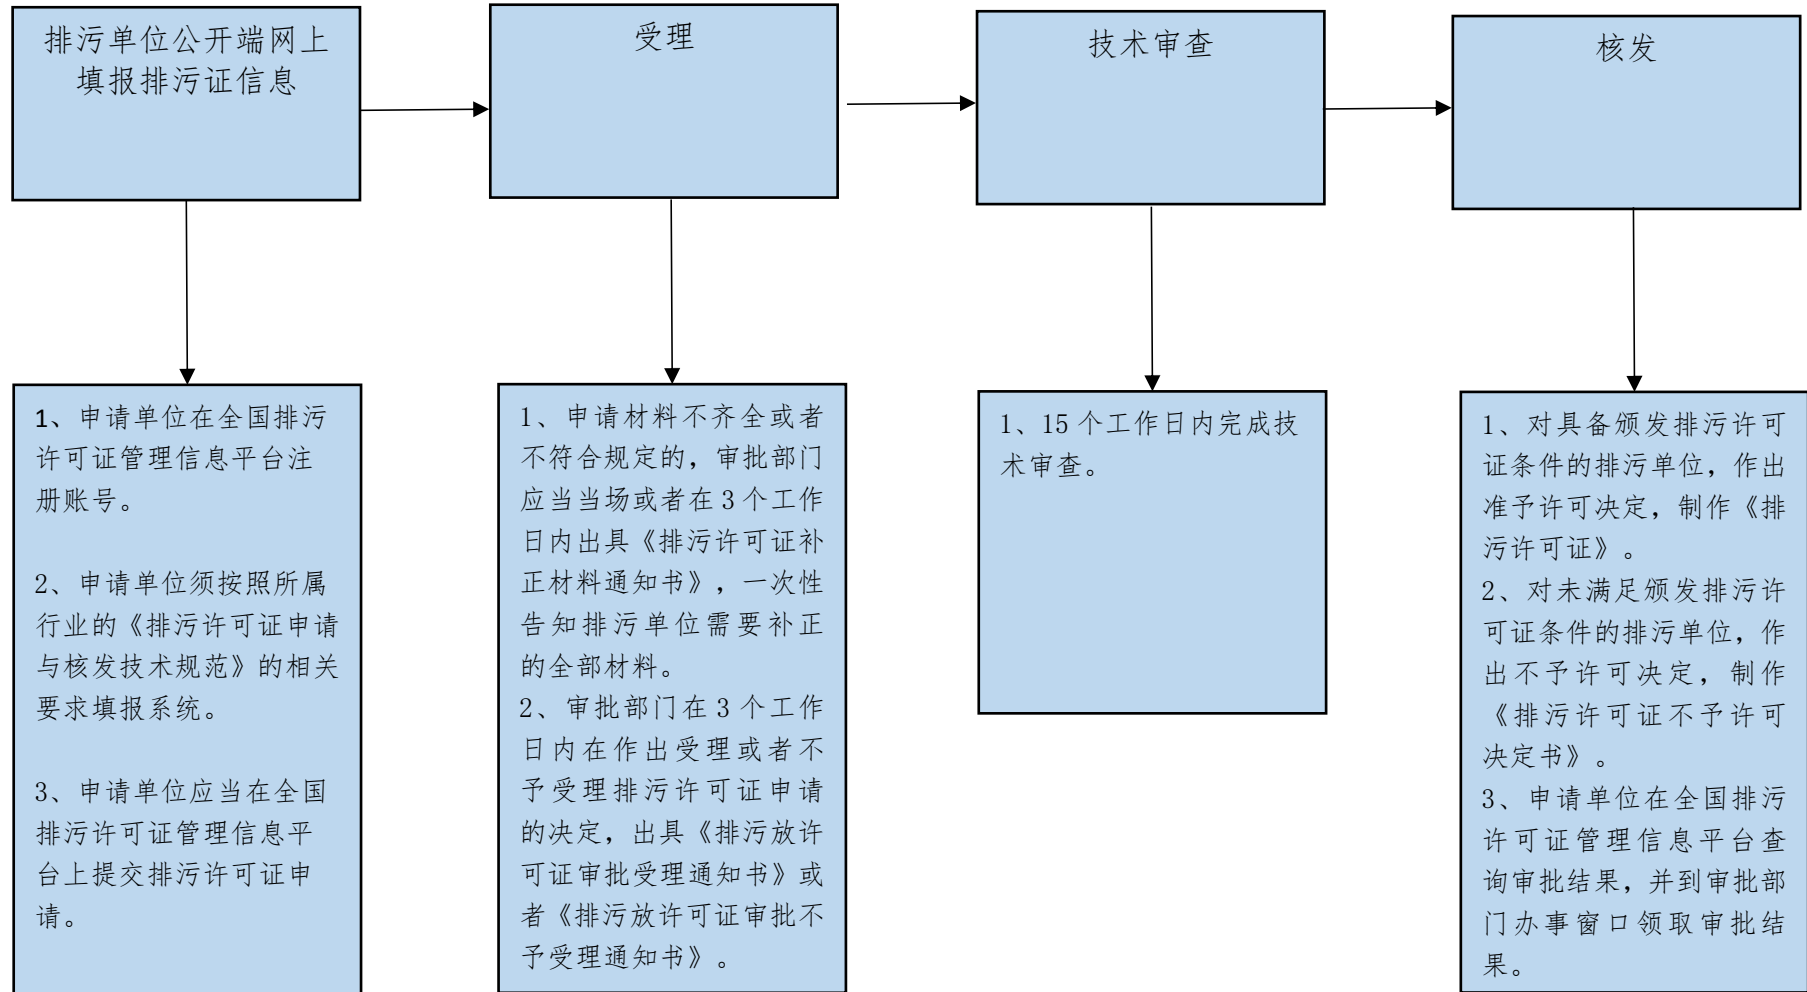 排污单位公开端网上
填报排污证信息
受理
技术审查
核发
1、申请单位在全国排污
许可证管理信息平台注
册账号。
2、申请单位须按照所属
行业的《排污许可证申请
与核发技术规范》的相关
要求填报系统。
3、申请单位应当在全国
排污许可证管理信息平
台上提交排污许可证申
请。
1、申请材料不齐全或者
不符合规定的，审批部门
应当当场或者在 3 个工作
日内出具《排污许可证补
正材料通知书》，一次性
告知排污单位需要补正
的全部材料。
2、审批部门在 3 个工作
日内在作出受理或者不
予受理排污许可证申请
的决定，出具《排污放许
可证审批受理通知书》或
者《排污放许可证审批不
予受理通知书》。
1、15 个工作日内完成技
术审查。
1、对具备颁发排污许可
证条件的排污单位，作出
准予许可决定，制作《排
污许可证》。
2、对未满足颁发排污许
可证条件的排污单位，作
出不予许可决定，制作
《排污许可证不予许可
决定书》。
3、申请单位在全国排污
许可证管理信息平台查
询审批结果，并到审批部
门办事窗口领取审批结
果。